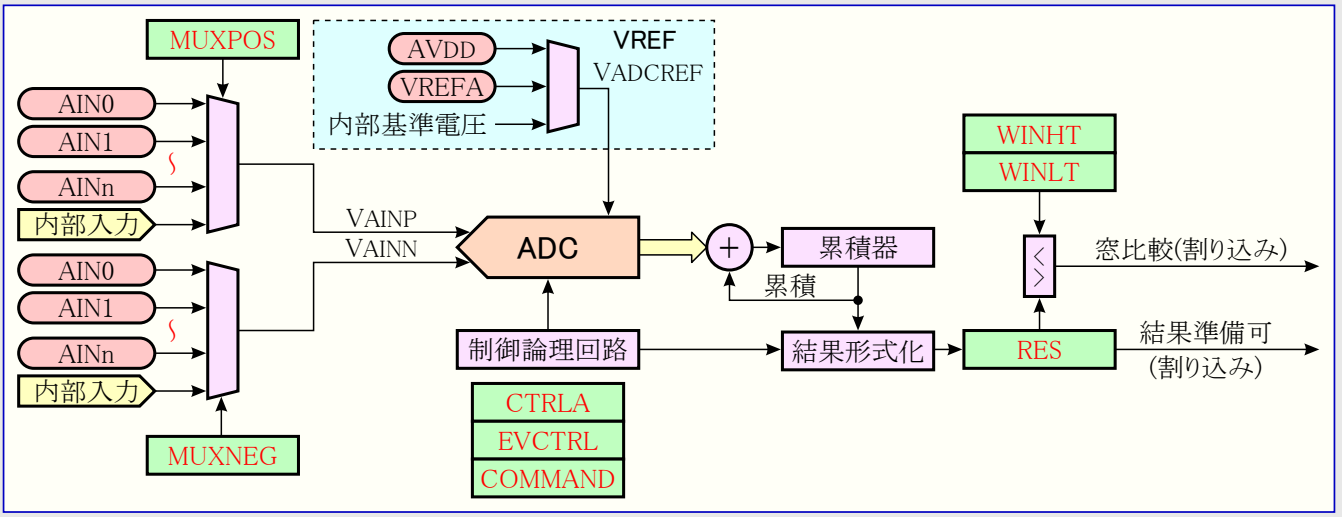 MUXPOS
AIN0
AIN1
AINn
内部入力
AIN0
AIN1
AINn
内部入力
MUXNEG
VREF
AVDD
VADCREF
VREFA
内部基準電圧
VAINP
VAINN
ADC
+
累積器
累積
制御論理回路
結果形式化
CTRLA
EVCTRL
COMMAND
WINHT
WINLT
< >
窓比較(割り込み)
RES
結果準備可
(割り込み)